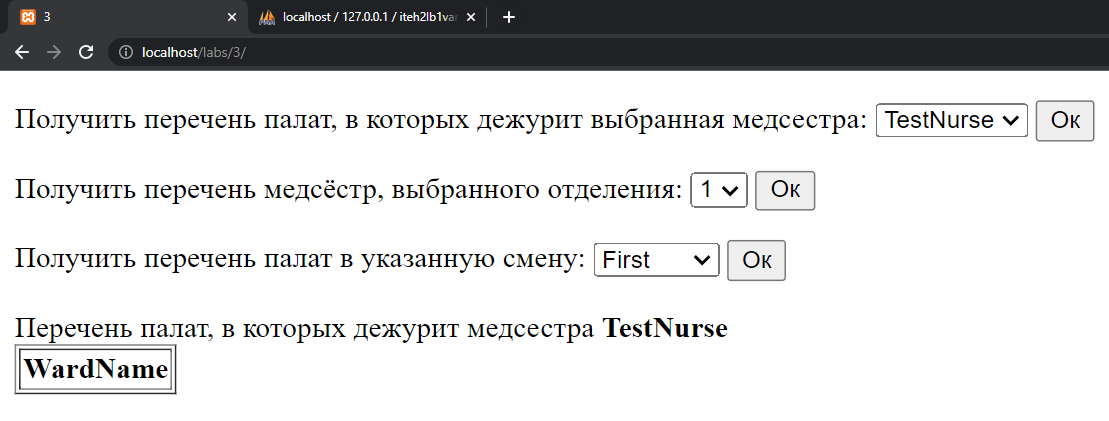 3
localhost / 127.0.0.1 / iteh2lb1var
localhost/labs/3/
Получить перечень палат, в которых дежурит выбранная медсестра: TestNurse Ок
Получить перечень медсёстр, выбранного отделения: 1 Ок
Получить перечень палат в указанную смену: First Ок
Перечень палат, в которых дежурит медсестра TestNurse
WardName